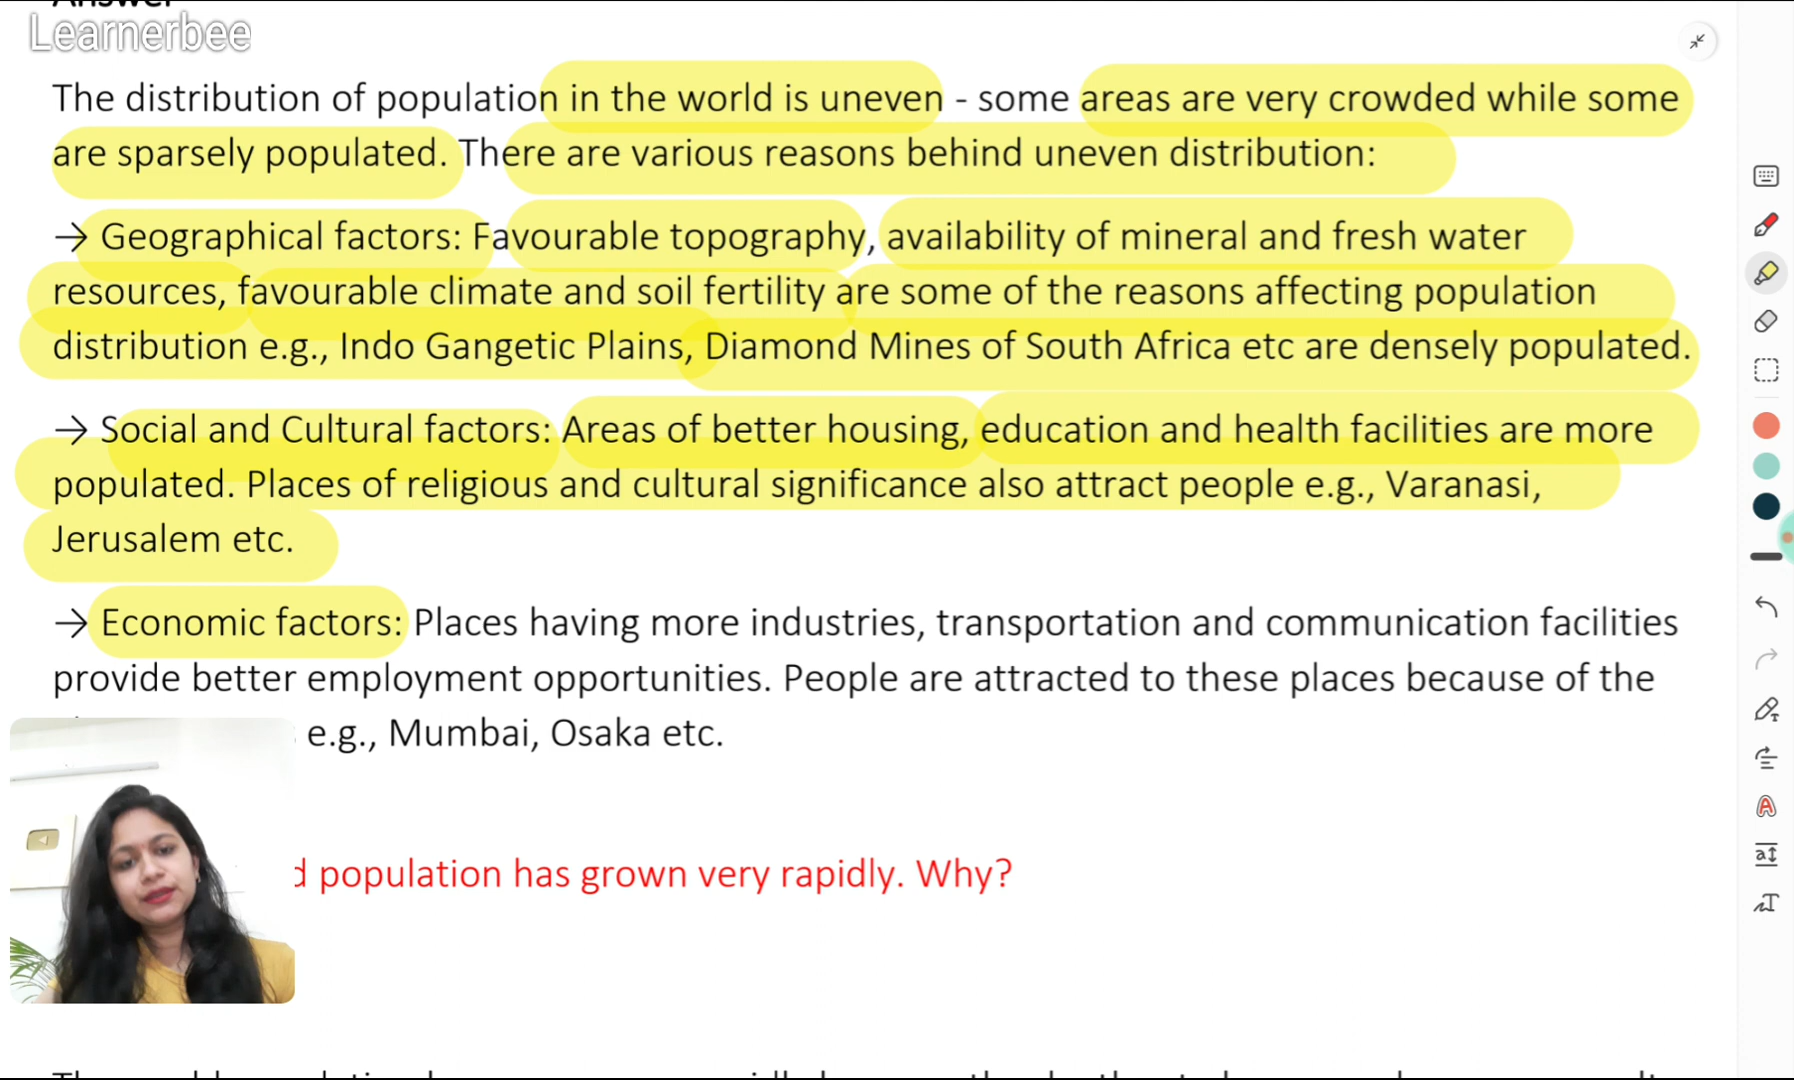 Learnerbee
The distribution of population in the world is uneven - some areas are very crowded while some
are sparsely populated. There are various reasons behind uneven distribution:
→ Geographical factors: Favourable topography, availability of mineral and fresh water
resources, favourable climate and soil fertility are some of the reasons affecting population
distribution e.g., Indo Gangetic Plains, Diamond Mines of South Africa etc are densely populated.
→ Social and Cultural factors: Areas of better housing, education and health facilities are more
populated. Places of religious and cultural significance also attract people e.g., Varanasi,
Jerusalem etc.
→ Economic factors: Places having more industries, transportation and communication facilities
provide better employment opportunities. People are attracted to these places because of the
e.g., Mumbai, Osaka etc.
population has grown very rapidly. Why?